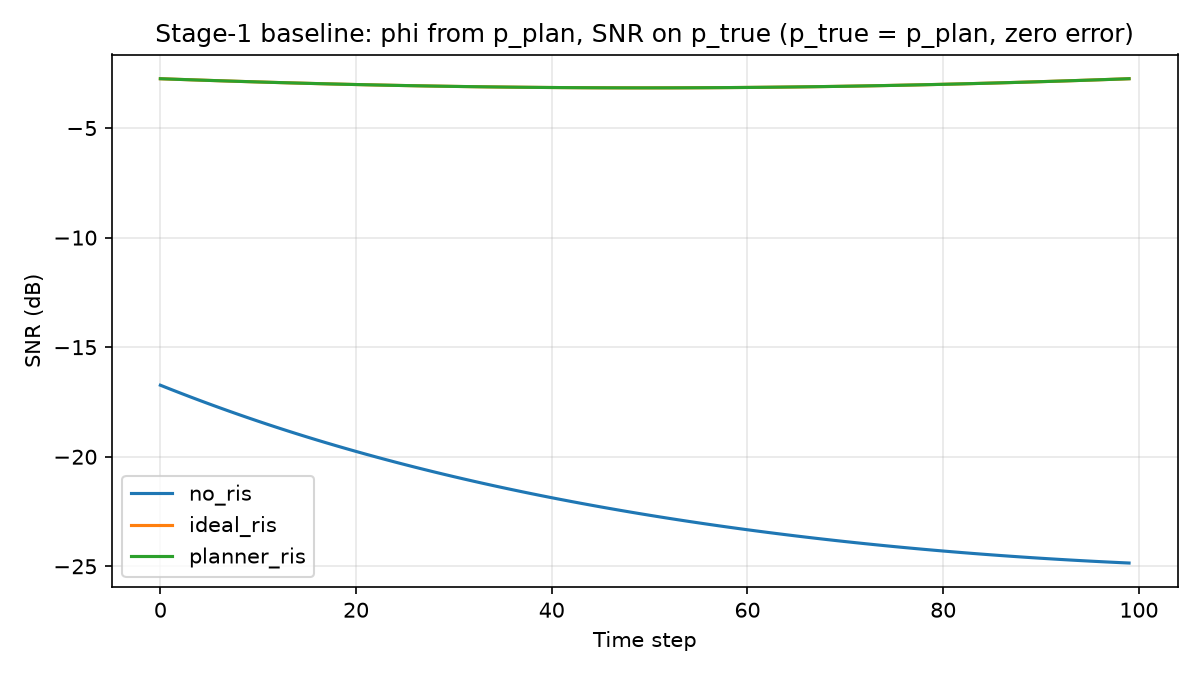 Stage-1 baseline: phi from p_plan, SNR on p_true (p_true = p_plan, zero error)
−5
−10
−15
−20
−25
SNR (dB)
no_ris
ideal_ris
planner_ris
0
20
40
60
80
100
Time step